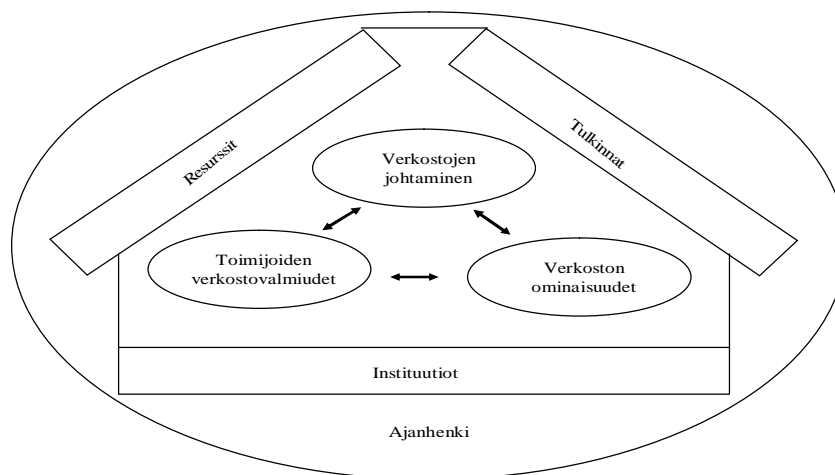 Resurssit
Tulkinnat
Verkostojen
johtaminen
Toimijoiden
verkostovalmiudet
Verkoston
ominaisuudet
Instituutiot
Ajanhenki